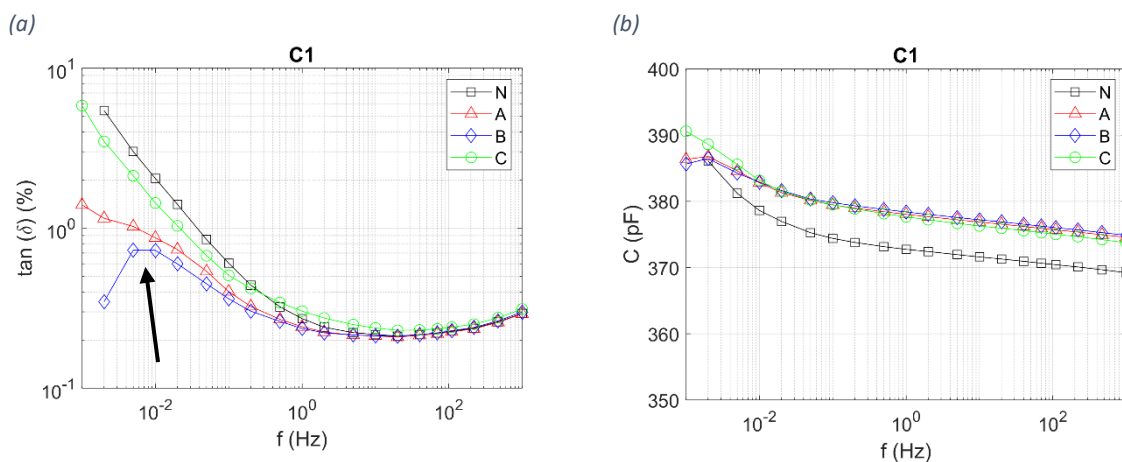 (a)
C1
tan (δ) (%)
10^1
10^0
10^-1
10^-2
10^0
10^2
f (Hz)
N
A
B
C
(b)
C1
C (pF)
400
390
380
370
360
350
10^-2
10^0
10^2
f (Hz)
N
A
B
C